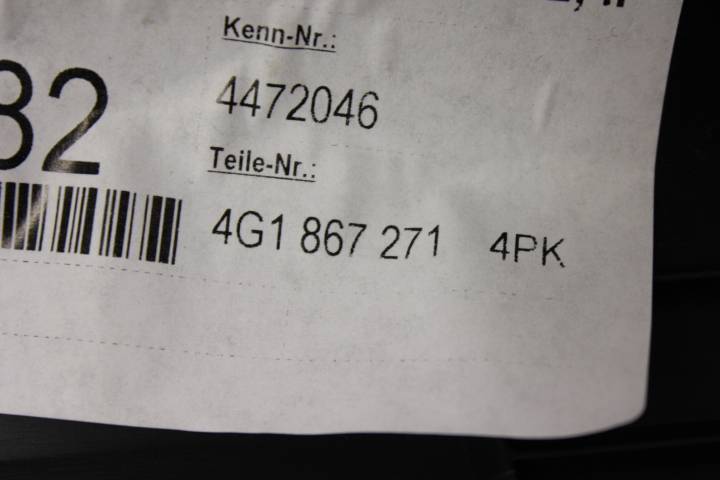 Kenn-Nr.:
4472046
82
Teile-Nr.:
4G1 867 271 4PK